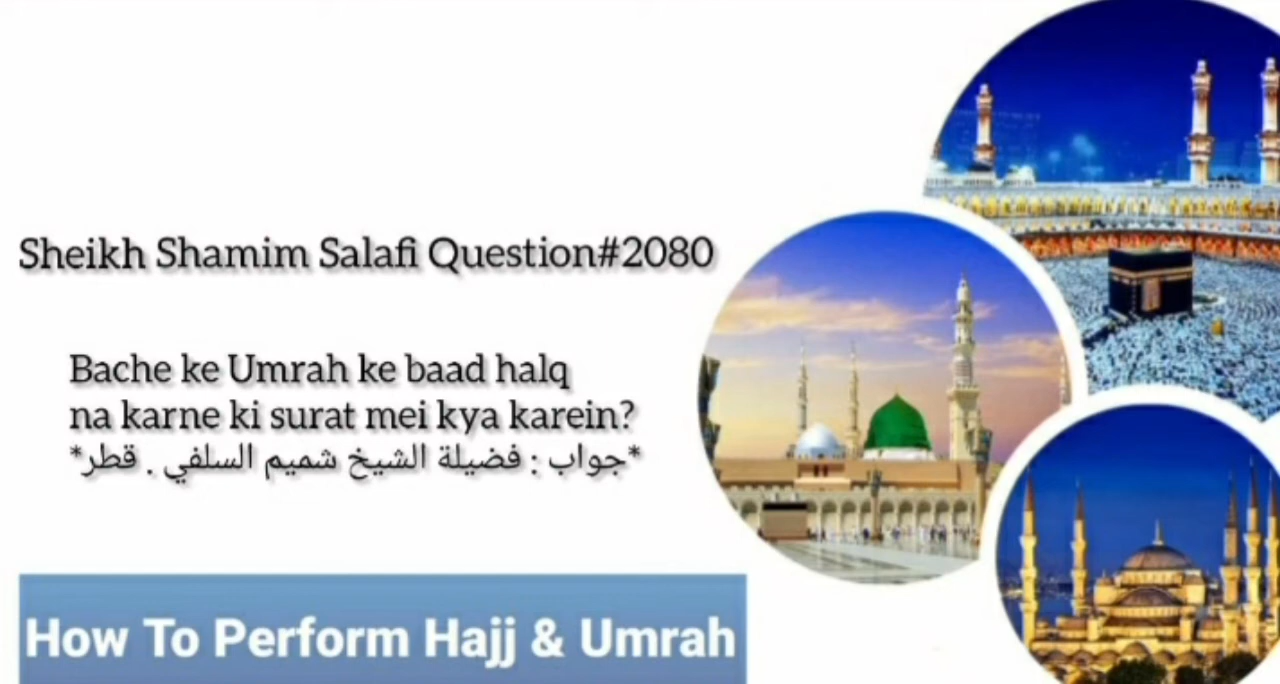 Sheikh Shamim Salafi Question#2080
Bache ke Umrah ke baad halq
na karne ki surat mei kya karein?
*جواب : فضيلة الشيخ شميم السلفي . قطر*
How To Perform Hajj & Umrah